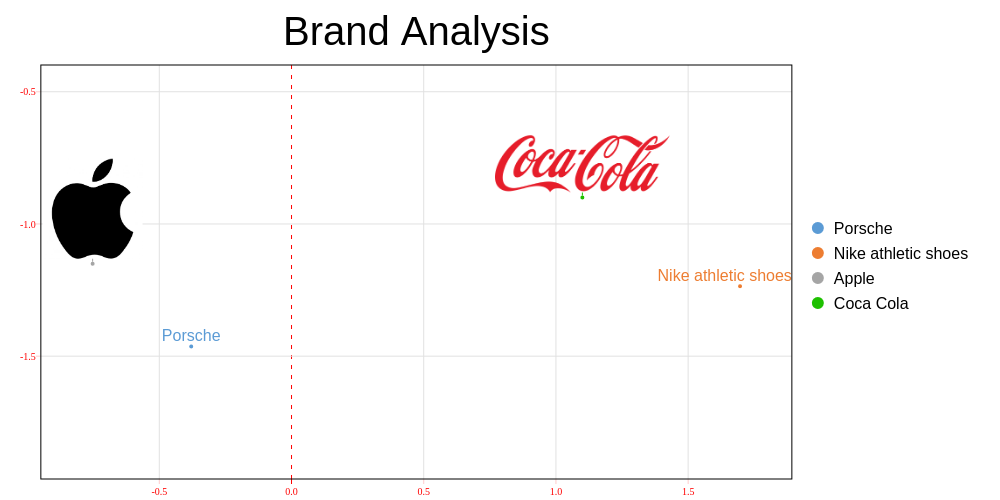 Brand Analysis
-0.5
Coca-Cola
-1.0
Porsche
Nike athletic shoes
Nike athletic shoes
Apple
Coca Cola
Porsche
-1.5
-0.5
0.0
0.5
1.0
1.5